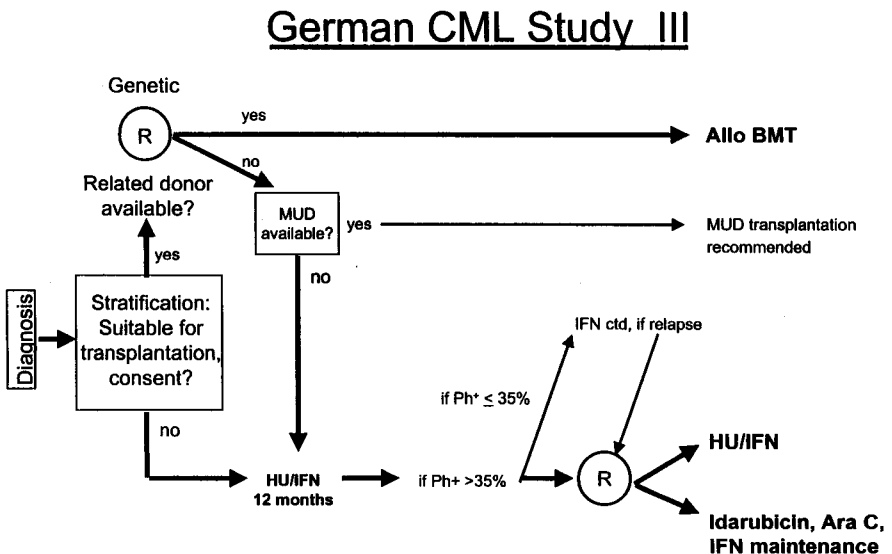 German CML Study III
Genetic
R
yes
Allo BMT
no
Related donor
available?
MUD
available?
yes
MUD transplantation
recommended
yes
no
Diagnosis
Stratification:
Suitable for
transplantation,
consent?
IFN ctd, if relapse
if Ph⁺ ≤ 35%
no
HU/IFN
12 months
if Ph+ >35%
R
HU/IFN
Idarubicin, Ara C,
IFN maintenance